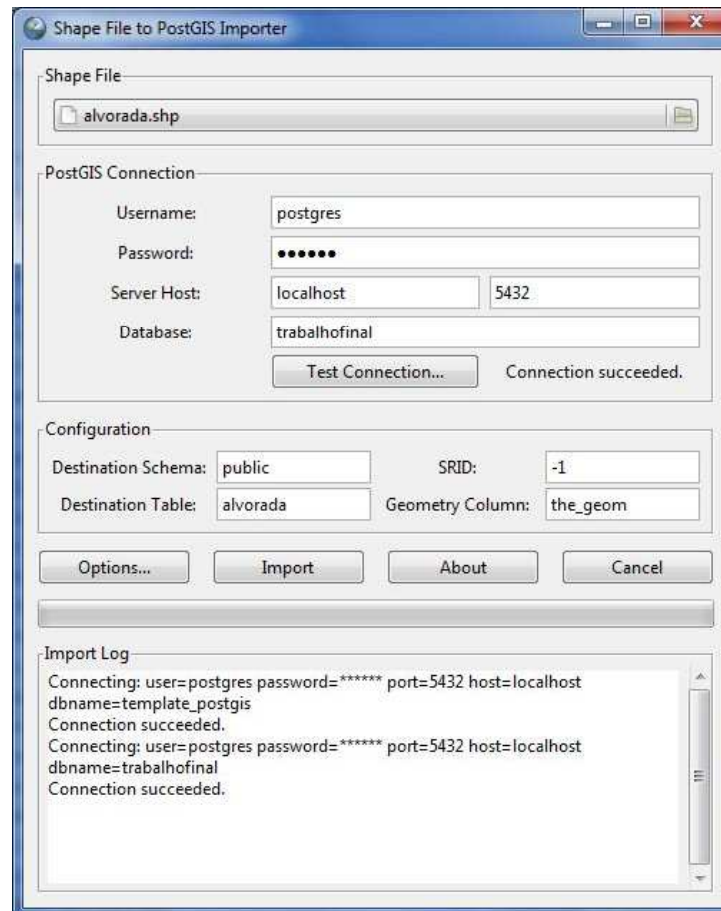 Shape File to PostGIS Importer
Shape File
alvorada.shp
PostGIS Connection
Username: postgres
Password: ●●●●●●
Server Host: localhost 5432
Database: trabalhofinal
Test Connection... Connection succeeded.
Configuration
Destination Schema: public SRID: -1
Destination Table: alvorada Geometry Column: the_geom
Options... Import About Cancel
Import Log
Connecting: user=postgres password=****** port=5432 host=localhost
dbname=template_postgis
Connection succeeded.
Connecting: user=postgres password=****** port=5432 host=localhost
dbname=trabalhofinal
Connection succeeded.